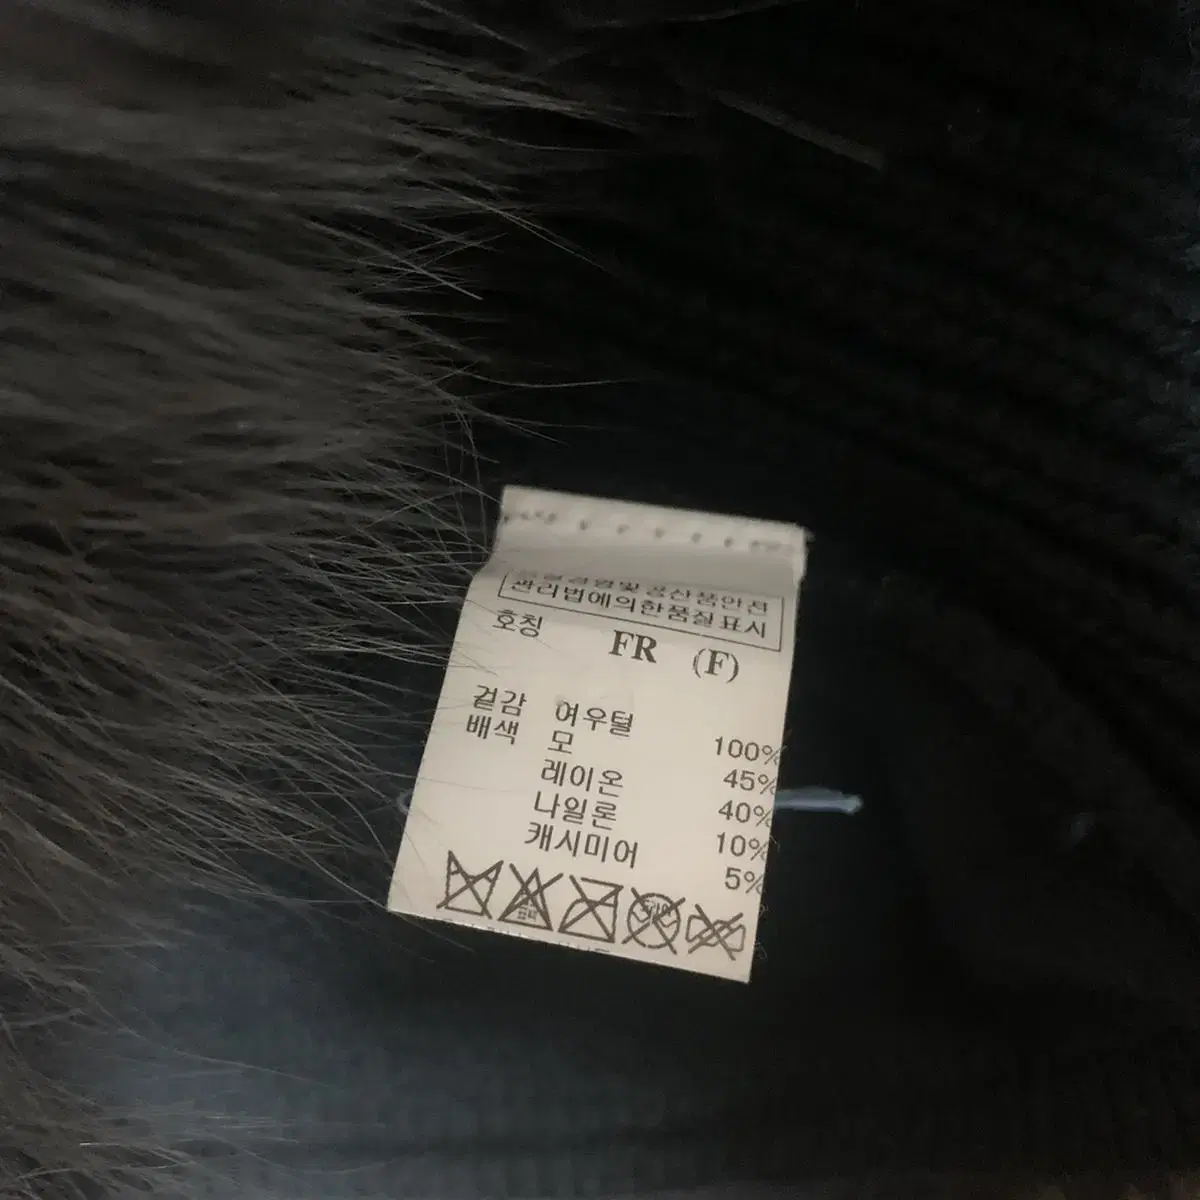 관리법에의한품질표시
호칭 FR (F)
겉감 여우털 100%
배색 모 45%
레이온 40%
나일론 10%
캐시미어 5%